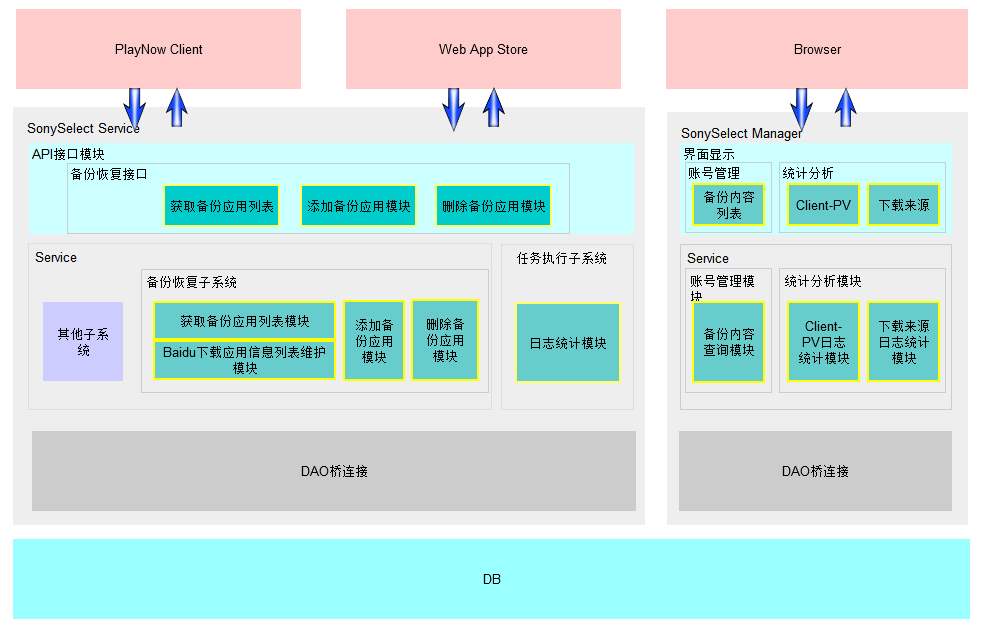 PlayNow Client
Web App Store
Browser
SonySelect Service
API接口模块
备份恢复接口
获取备份应用列表
添加备份应用模块
删除备份应用模块
Service
其他子系
统
备份恢复子系统
获取备份应用列表模块
Baidu下载应用信息列表维护
模块
添加备
份应用
模块
删除备
份应用
模块
任务执行子系统
日志统计模块
DAO桥连接
SonySelect Manager
界面显示
账号管理
备份内容
列表
统计分析
Client-PV
下载来源
Service
账号管理模
块
备份内容
查询模块
统计分析模块
Client-
PV日志
统计模块
下载来源
日志统计
模块
DAO桥连接
DB